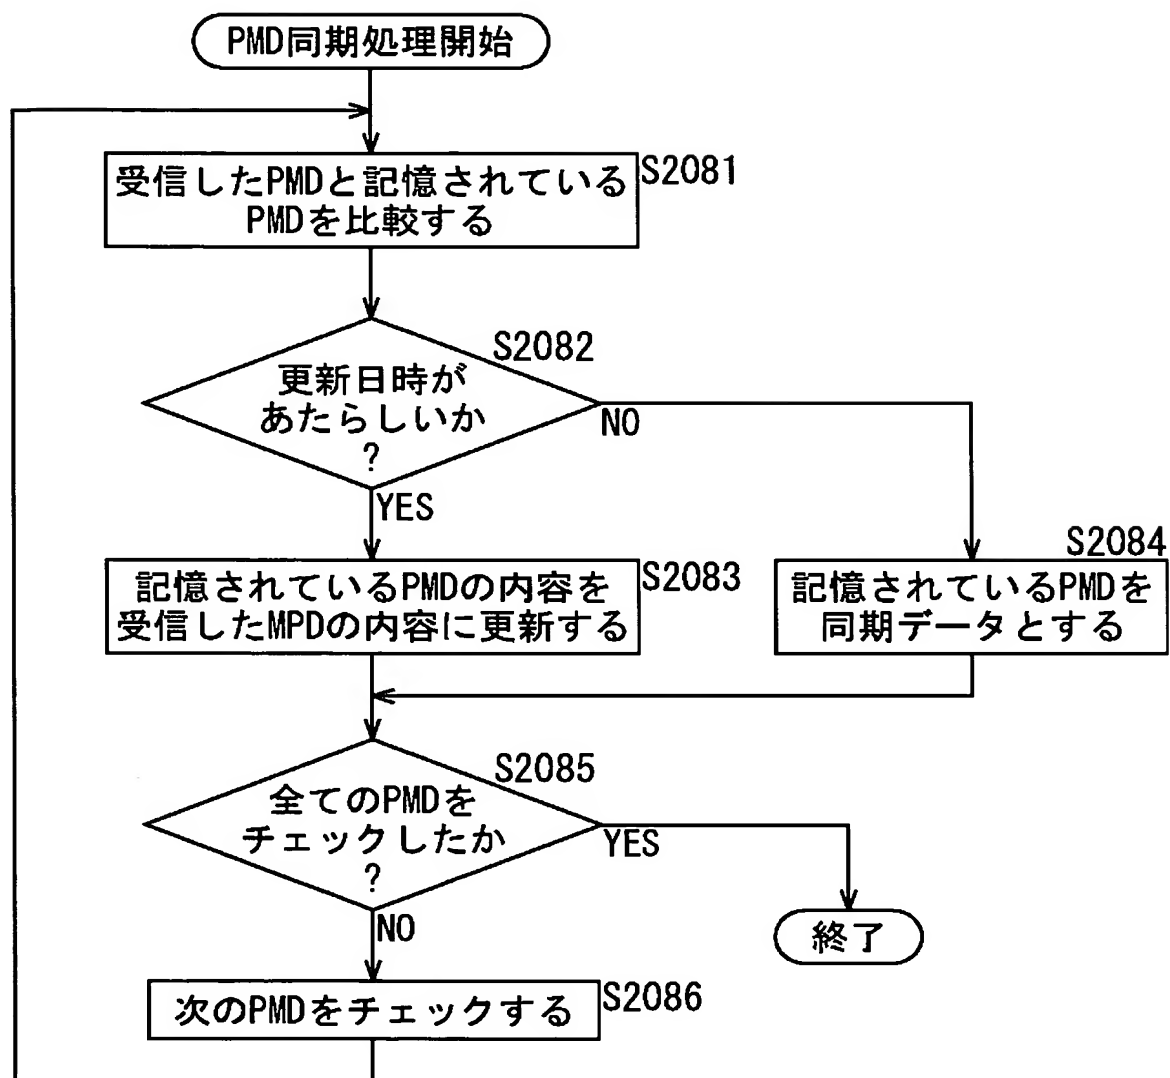 PMD同期処理開始
受信したPMDと記憶されている
PMDを比較する
S2081
S2082
更新日時が
あたらしいか
?
NO
YES
記憶されているPMDの内容を
受信したMPDの内容に更新する
S2083
S2084
記憶されているPMDを
同期データとする
S2085
全てのPMDを
チェックしたか
?
YES
NO
終了
次のPMDをチェックする
S2086